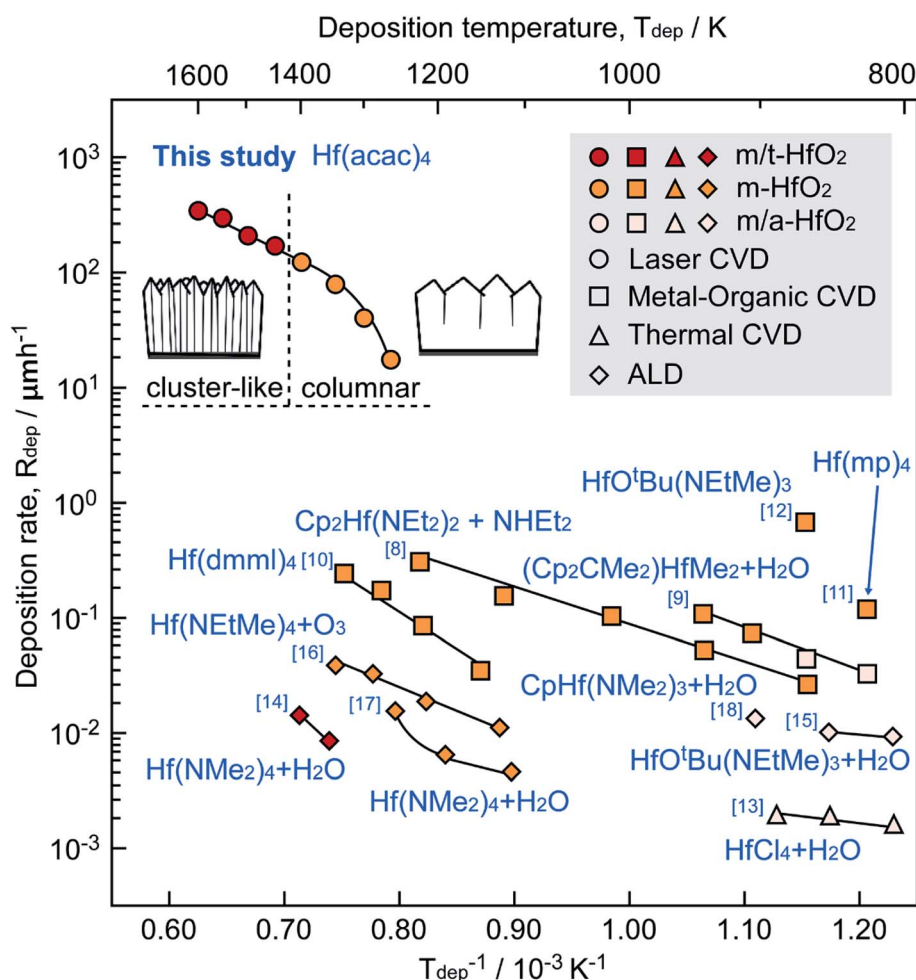 Deposition temperature, Tdep / K
1600 1400 1200 1000 800
This study Hf(acac)4
m/t-HfO2
m-HfO2
m/a-HfO2
Laser CVD
Metal-Organic CVD
Thermal CVD
ALD
cluster-like columnar
Deposition rate, Rdep / μmh-1
10³
10²
10¹
10⁰
10-1
10-2
10-3
Hf(mp)4
HfOᵗBu(NEtMe)3
[12]
Cp2Hf(NEt2)2 + NHEt2
[8]
Hf(dmml)4 [10]
(Cp2CMe2)HfMe2+H2O
[9]
[11]
Hf(NEtMe)4+O3
[16]
CpHf(NMe2)3+H2O
[14]
[17]
[18]
[15]
Hf(NMe2)4+H2O
HfOᵗBu(NEtMe)3+H2O
Hf(NMe2)4+H2O
[13]
HfCl4+H2O
0.60 0.70 0.80 0.90 1.00 1.10 1.20
Tdep-1 / 10-3 K-1